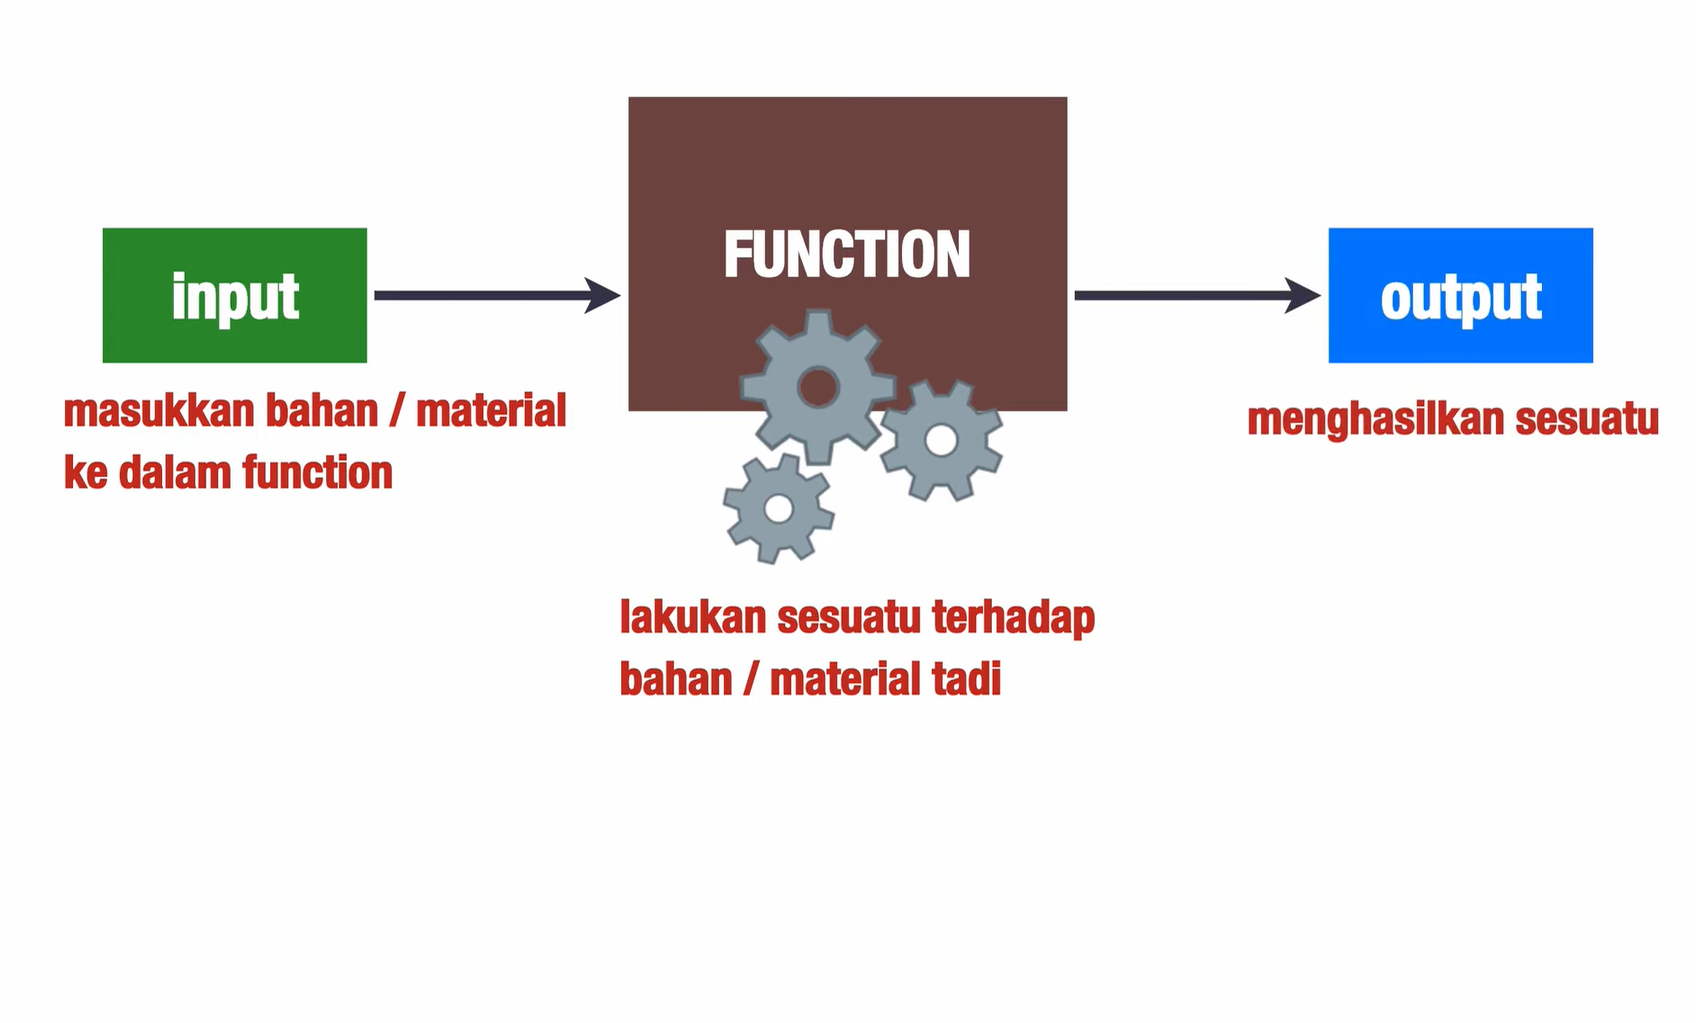 FUNCTION
input
output
masukkan bahan / material
ke dalam function
menghasilkan sesuatu
lakukan sesuatu terhadap
bahan / material tadi